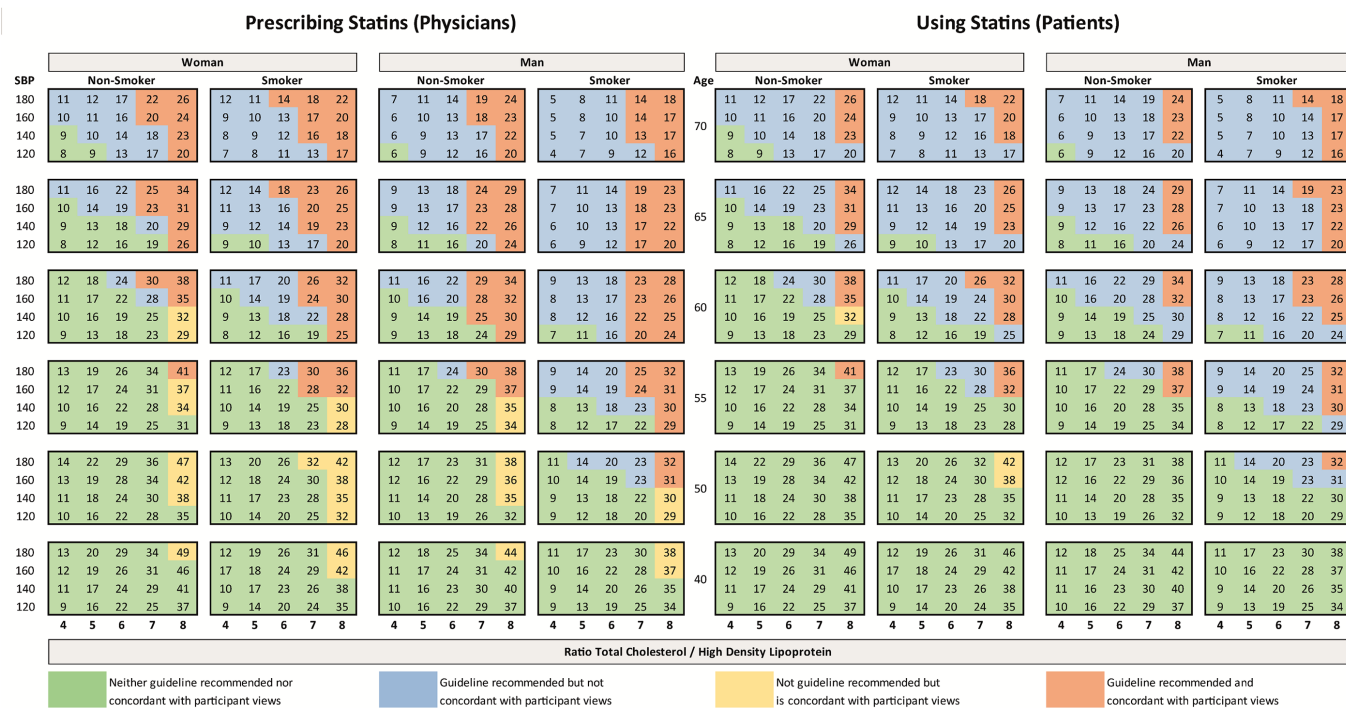 Prescribing Statins (Physicians) Using Statins (Patients)
Woman Man Woman Man
SBP Non-Smoker Smoker Non-Smoker Smoker Age Non-Smoker Smoker Non-Smoker Smoker
180 11 12 17 22 26 12 11 14 18 22 7 11 14 19 24 5 8 11 14 18 11 12 17 22 26 12 11 14 18 22 7 11 14 19 24 5 8 11 14 18
160 10 11 16 20 24 9 10 13 17 20 6 9 13 18 23 5 8 10 14 17 10 11 16 20 24 9 10 13 17 20 6 9 13 18 23 5 8 10 14 17
70
140 9 10 14 18 23 8 9 12 16 18 6 9 13 17 22 5 7 10 13 17 9 10 14 18 23 8 9 12 16 18 6 9 13 17 22 5 7 10 13 17
120 8 9 13 17 20 7 8 11 13 17 6 9 12 16 20 4 7 9 12 16 8 9 13 17 20 7 8 11 13 17 6 9 12 16 20 4 7 9 12 16
180 11 16 22 25 34 12 14 18 23 26 9 13 18 24 29 7 11 14 19 23 11 16 22 25 34 12 14 18 23 26 9 13 18 24 29 7 11 14 19 23
160 10 14 19 23 31 11 13 16 20 25 9 13 17 23 28 7 10 13 18 23 10 14 19 23 31 11 13 16 20 25 9 13 17 23 28 7 10 13 18 23
65
140 9 13 18 20 29 9 12 14 19 23 9 12 16 22 26 6 10 13 17 22 9 13 18 20 29 9 12 14 19 23 9 12 16 22 26 6 10 13 17 22
120 8 12 16 19 26 9 10 13 17 20 8 11 16 20 24 6 9 12 17 20 8 12 16 19 26 9 10 13 17 20 8 11 16 20 24 6 9 12 17 20
180 12 18 24 30 38 11 17 20 26 32 11 16 22 29 34 9 13 18 23 28 12 18 24 30 38 11 17 20 26 32 11 16 22 29 34 9 13 18 23 28
160 11 17 22 28 35 10 14 19 24 30 10 16 20 28 32 8 13 17 23 26 11 17 22 28 35 10 14 19 24 30 10 16 20 28 32 8 13 17 23 26
60
140 10 16 19 25 32 9 13 18 22 28 9 14 19 25 30 8 12 16 22 25 10 16 19 25 32 9 13 18 22 28 9 14 19 25 30 8 12 16 22 25
120 9 13 18 23 29 8 12 16 19 25 9 13 18 24 29 7 11 16 20 24 9 13 18 23 29 8 12 16 19 25 9 13 18 24 29 7 11 16 20 24
180 13 19 26 34 41 12 17 23 30 36 11 17 24 30 38 9 14 20 25 32 13 19 26 34 41 12 17 23 30 36 11 17 24 30 38 9 14 20 25 32
160 12 17 24 31 37 11 16 22 28 32 10 17 23 29 37 9 14 19 24 31 12 17 24 31 37 11 16 22 28 32 10 17 23 29 37 9 14 19 24 31
55
140 10 16 22 28 34 10 14 19 25 30 10 16 20 28 35 8 13 18 23 30 10 16 22 28 34 10 14 19 25 30 10 16 20 28 35 8 13 18 23 30
120 9 14 19 25 31 9 13 18 23 28 9 14 19 25 34 8 12 17 22 29 9 14 19 25 31 9 13 18 23 28 9 14 19 25 34 8 12 18 22 29
180 14 22 29 36 47 13 20 26 32 42 12 17 23 31 38 11 14 20 23 32 14 22 29 36 47 13 20 26 32 42 12 17 23 31 38 11 14 20 23 32
160 13 19 28 34 42 12 18 24 30 38 12 16 22 29 36 10 14 19 23 31 13 19 28 34 42 12 18 24 30 38 12 16 22 29 36 10 14 19 23 31
50
140 11 18 24 30 38 11 17 23 28 35 11 14 20 28 35 9 13 18 22 30 11 18 24 30 38 11 17 23 28 35 11 14 20 28 35 9 13 18 22 30
120 10 16 22 28 35 10 14 20 25 32 10 13 19 26 32 9 12 18 20 29 10 16 22 28 35 10 14 20 25 32 10 13 19 26 32 9 12 18 20 29
180 13 20 29 34 49 12 19 26 31 46 12 18 25 34 44 11 17 23 30 38 13 20 29 34 49 12 19 26 31 46 12 18 25 34 44 11 17 23 30 38
160 12 19 26 31 46 17 18 24 29 42 11 17 24 31 42 10 16 22 28 37 12 19 26 31 46 17 18 24 29 42 11 17 24 31 42 10 16 22 28 37
40
140 11 17 24 29 41 10 17 23 26 38 11 16 23 30 40 9 14 20 26 35 11 17 24 29 41 10 17 23 26 38 11 16 23 30 40 9 14 20 26 35
120 9 16 22 25 37 9 14 20 24 35 10 16 22 29 37 9 13 19 25 34 9 16 22 25 37 9 14 20 24 35 10 16 22 29 37 9 13 19 25 34
4 5 6 7 8 4 5 6 7 8 4 5 6 7 8 4 5 6 7 8 4 5 6 7 8 4 5 6 7 8 4 5 6 7 8 4 5 6 7 8
Ratio Total Cholesterol / High Density Lipoprotein
Neither guideline recommended nor
concordant with participant views
Guideline recommended but not
concordant with participant views
Not guideline recommended but
is concordant with participant views
Guideline recommended and
concordant with participant views